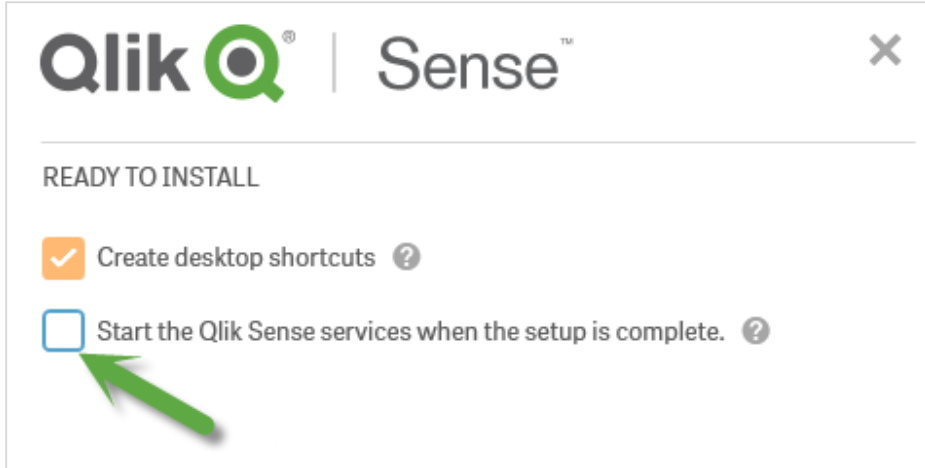 Qlik Q® | Sense™
READY TO INSTALL
Create desktop shortcuts ?
Start the Qlik Sense services when the setup is complete. ?